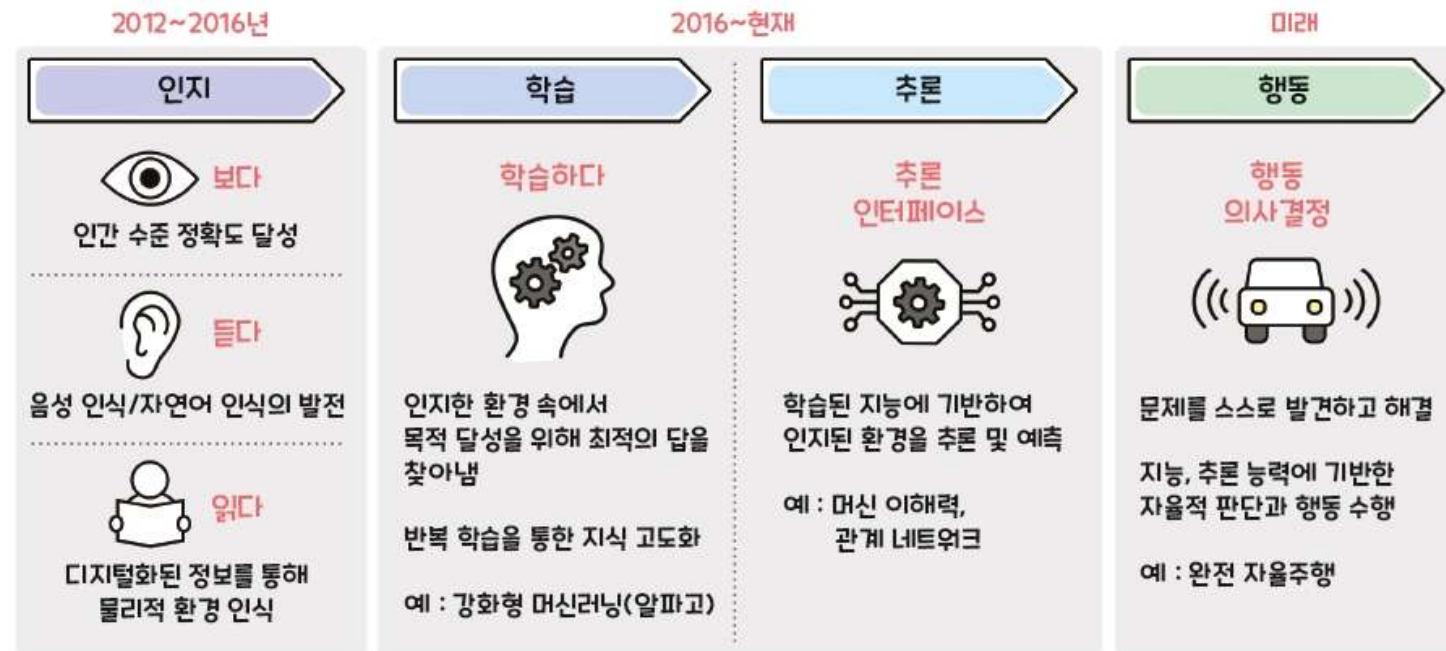 2012~2016년
2016~현재
미래
인지
학습
추론
행동
보다
인간 수준 정확도 달성
듣다
음성 인식/자연어 인식의 발전
읽다
디지털화된 정보를 통해
물리적 환경 인식
학습하다
인지한 환경 속에서
목적 달성을 위해 최적의 답을
찾아냄
반복 학습을 통한 지식 고도화
예 : 강화형 머신러닝(알파고)
추론
인터페이스
학습된 지능에 기반하여
인지된 환경을 추론 및 예측
예 : 머신 이해력,
관계 네트워크
행동
의사결정
문제를 스스로 발견하고 해결
지능, 추론 능력에 기반한
자율적 판단과 행동 수행
예 : 완전 자율주행